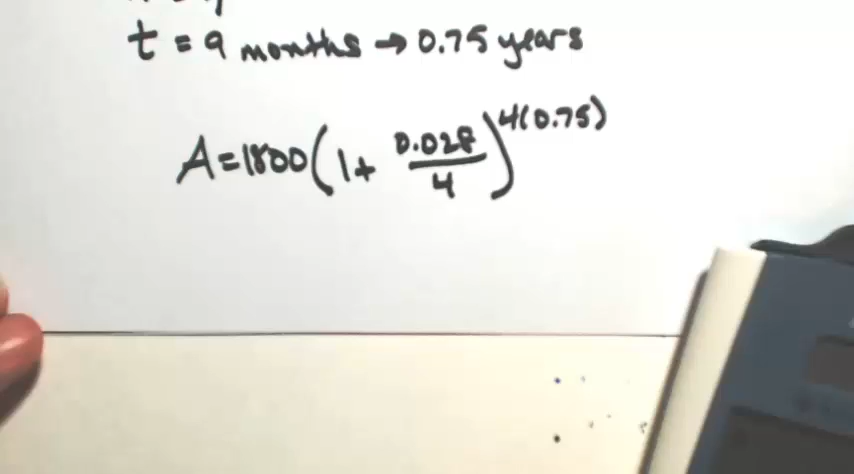 t = 9 months → 0.75 years
A = 1800(1 + 0.028/4)^4(0.75)